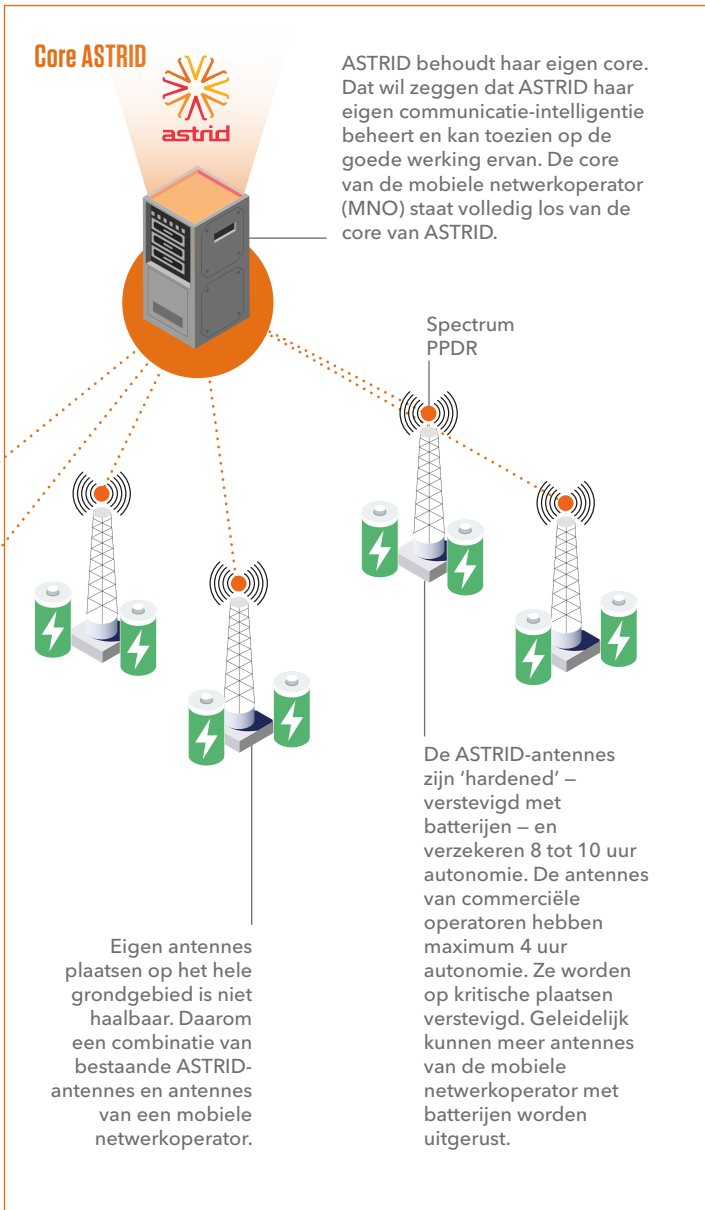 Core ASTRID
astrid
ASTRID behoudt haar eigen core.
Dat wil zeggen dat ASTRID haar
eigen communicatie-intelligentie
beheert en kan toezien op de
goede werking ervan. De core
van de mobiele netwerkoperator
(MNO) staat volledig los van de
core van ASTRID.
Spectrum
PPDR
De ASTRID-antennes
zijn ‘hardened’ –
verstevigd met
batterijen – en
verzekeren 8 tot 10 uur
autonomie. De antennes
van commerciële
operatoren hebben
maximum 4 uur
autonomie. Ze worden
op kritische plaatsen
verstevigd. Geleidelijk
kunnen meer antennes
van de mobiele
netwerkoperator met
batterijen worden
uitgerust.
Eigen antennes
plaatsen op het hele
grondgebied is niet
haalbaar. Daarom
een combinatie van
bestaande ASTRID-
antennes en antennes
van een mobiele
netwerkoperator.